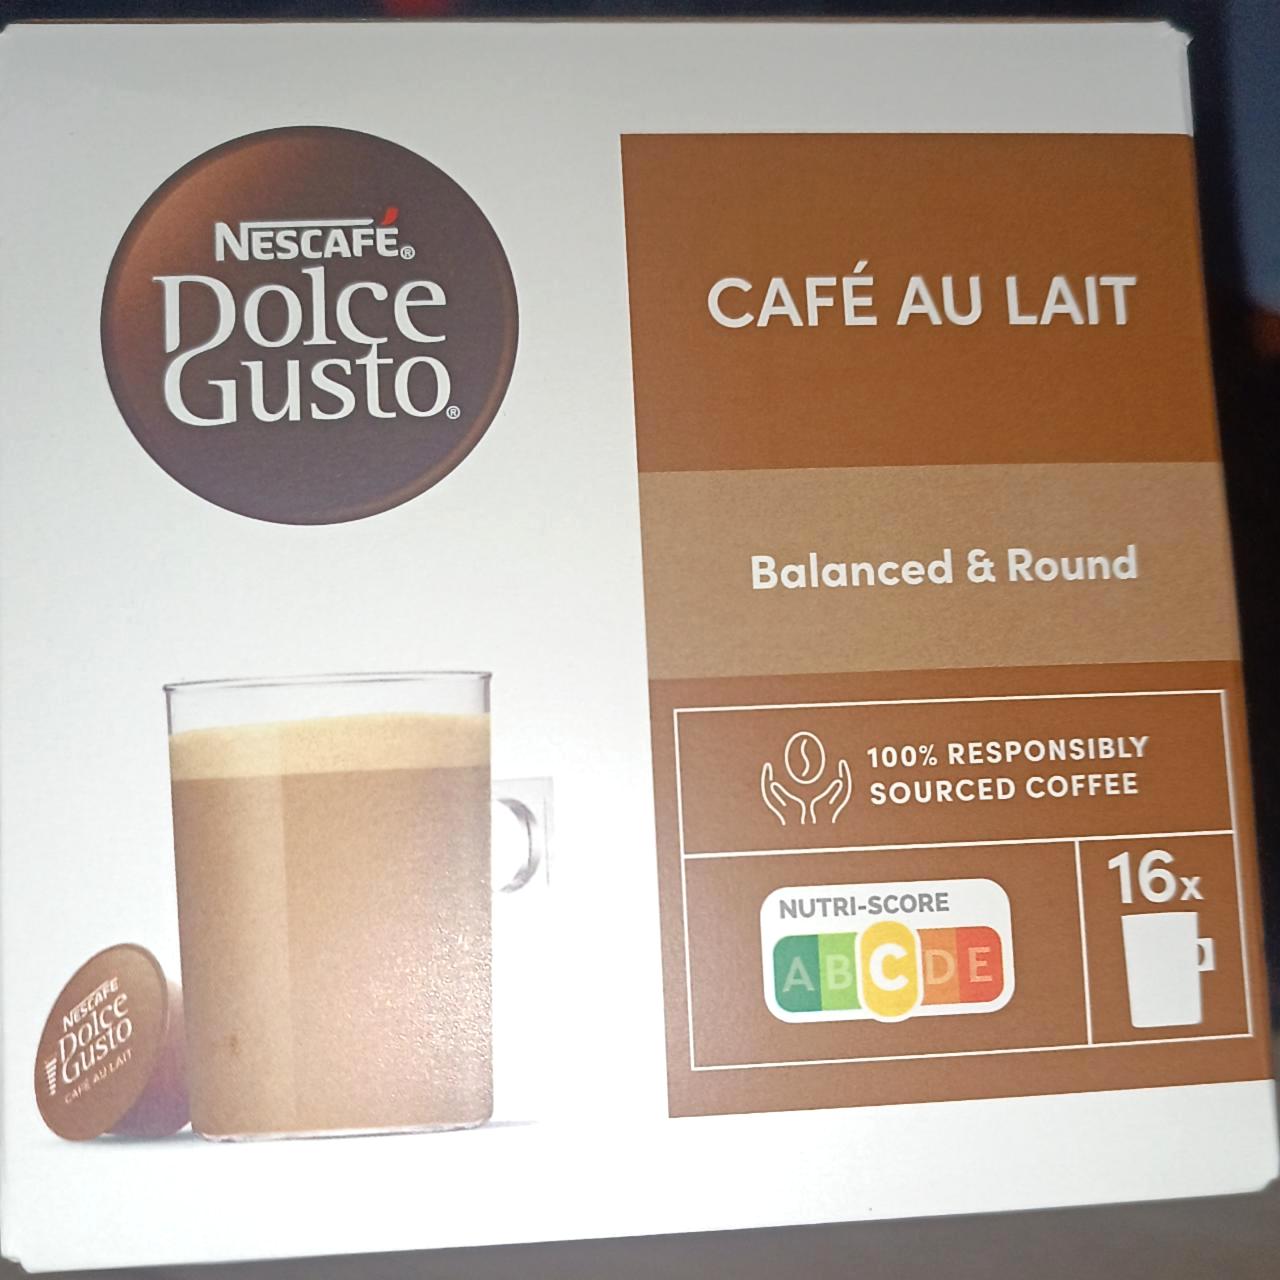 NESCAFÉ®
DOLCE
GUSTO®
CAFÉ AU LAIT
Balanced & Round
100% RESPONSIBLY
SOURCED COFFEE
NUTRI-SCORE
A B C D E
16x
NESCAFÉ
DOLCE
GUSTO
CAFÉ AU LAIT